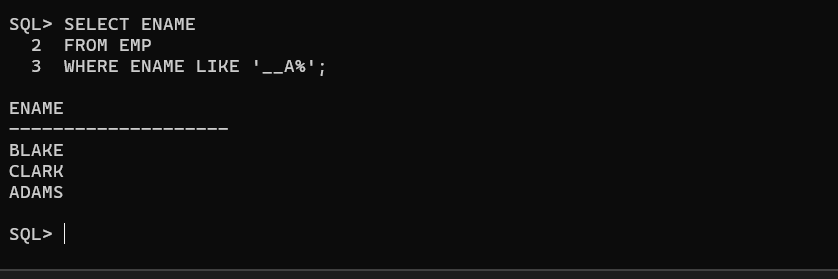 SQL> SELECT ENAME
  2  FROM EMP
  3  WHERE ENAME LIKE '__A%';
ENAME
--------------------
BLAKE
CLARK
ADAMS
SQL>